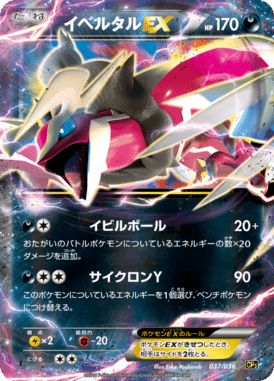 たね
イベルタルEX HP170
イビルボール 20+
おたがいのバトルポケモンについているエネルギーの数×20
ダメージを追加。
サイクロンY 90
このポケモンについているエネルギーを1個選び、ベンチポケモン
につけ替える。
弱点 ×2 抵抗力 -20
にげる
ポケモンEXのルール
ポケモンEXがきぜつしたとき、
相手はサイドを2枚とる。
037/036